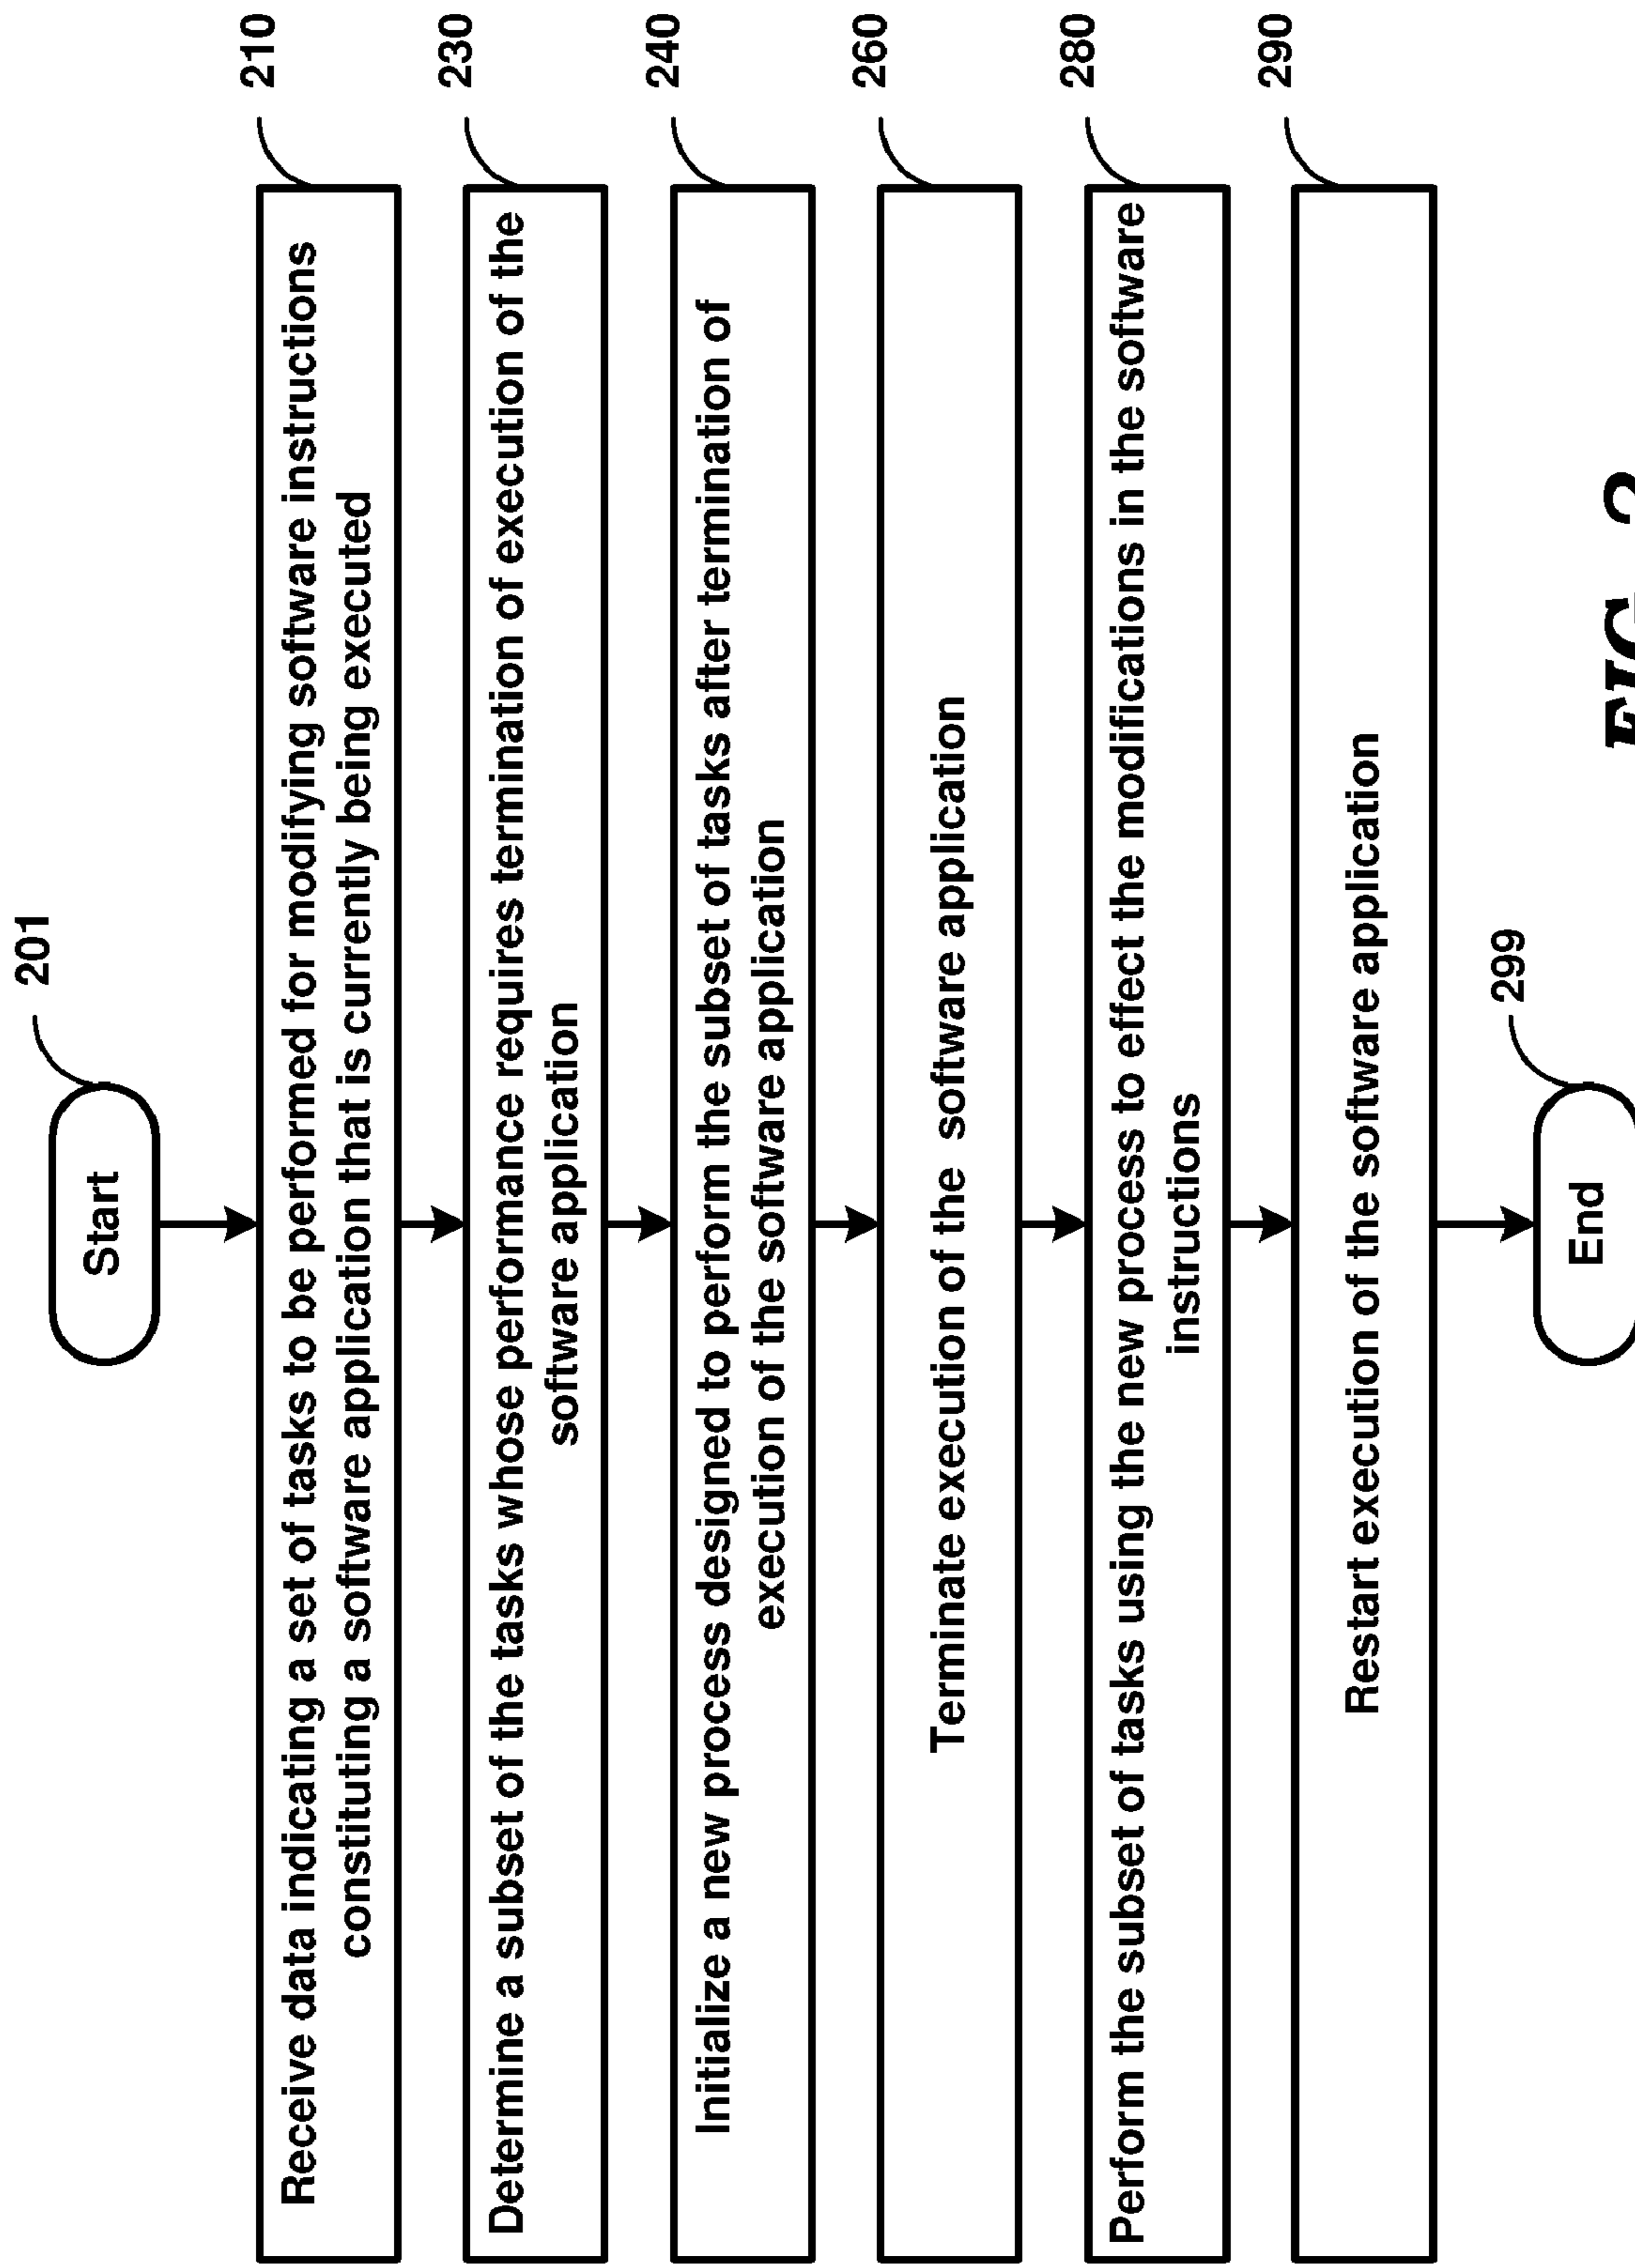 201
Start
210
Receive data indicating a set of tasks to be performed for modifying software instructions
constituting a software application that is currently being executed
230
Determine a subset of the tasks whose performance requires termination of execution of the
software application
240
Initialize a new process designed to perform the subset of tasks after termination of
execution of the software application
260
Terminate execution of the software application
280
Perform the subset of tasks using the new process to effect the modifications in the software
instructions
290
Restart execution of the software application
299
End